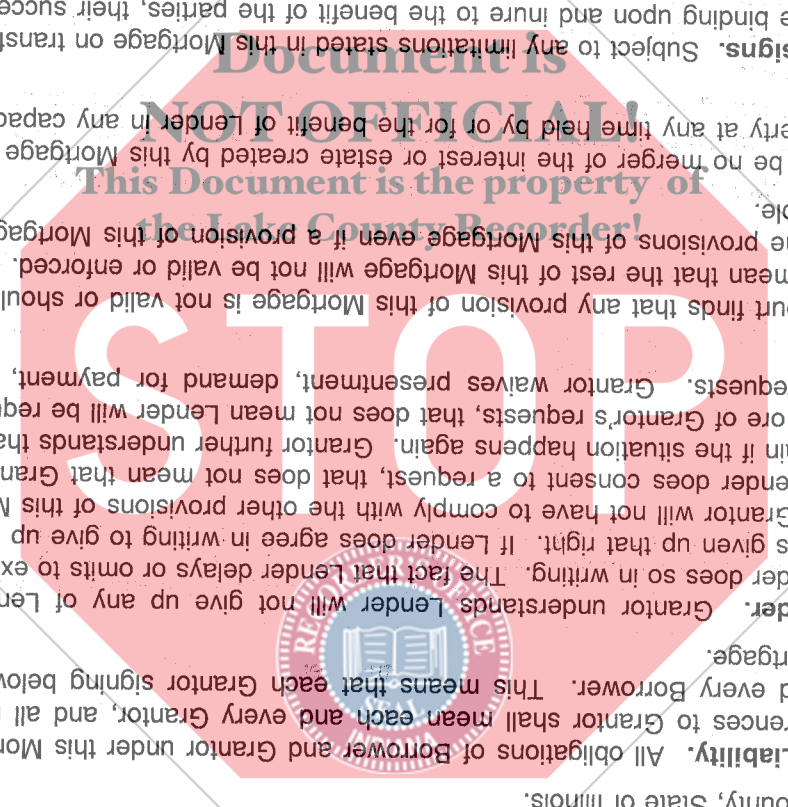 ounty, State of Illinois.
Liability. All obligations of Borrower and Grantor under this Mor
rences to Grantor shall mean each and every Grantor, and all
d every Borrower. This means that each Grantor signing below
rtgage.
der. Grantor understands Lender will not give up any of Len
der does so in writing. The fact that Lender delays or omits to ex
s given up that right. If Lender does agree in writing to give up
Grantor will not have to comply with the other provisions of this M
ender does consent to a request, that does not mean that Gran
ain if the situation happens again. Grantor further understands tha
ore of Grantor's requests, that does not mean Lender will be requ
requests. Grantor waives presentment, demand for payment,
urt finds that any provision of this Mortgage is not valid or shoul
mean that the rest of this Mortgage will not be valid or enforced.
he provisions of this Mortgage even if a provision of this Mortgag
ble.
be no merger of the interest or estate created by this Mortgage
erty at any time held by or for the benefit of Lender in any capac
signs. Subject to any limitations stated in this Mortgage on transf
e binding upon and inure to the benefit of the parties, their succes
Document is
NOT OFFICIAL!
This Document is the property of
the Lake County Recorder!
STOP
SEAL
INDIANA